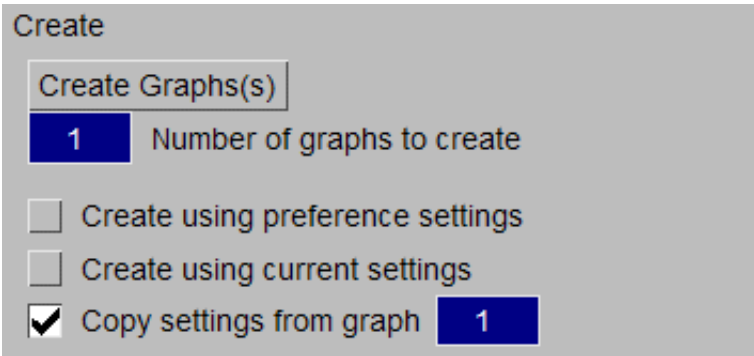 Create
Create Graphs(s)
1 Number of graphs to create
Create using preference settings
Create using current settings
Copy settings from graph 1